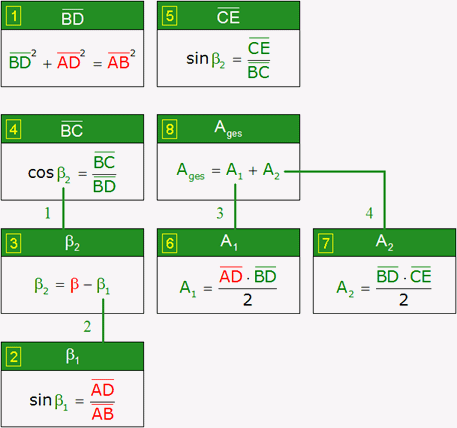 1 BD
BD² + AD² = AB²
5 CE
sin β₂ = CE / BC
4 BC
cos β₂ = BC / BD
8 A_ges
A_ges = A₁ + A₂
1
3
4
3 β₂
β₂ = β − β₁
6 A₁
A₁ = AD · BD / 2
7 A₂
A₂ = BD · CE / 2
2
2 β₁
sin β₁ = AD / AB